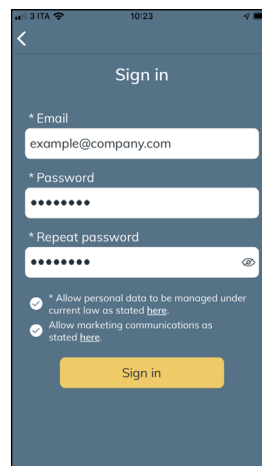 3 ITA 10:23
Sign in
* Email
example@company.com
* Password
••••••••
* Repeat password
••••••••
* Allow personal data to be managed under
current law as stated here.
Allow marketing communications as
stated here.
Sign in